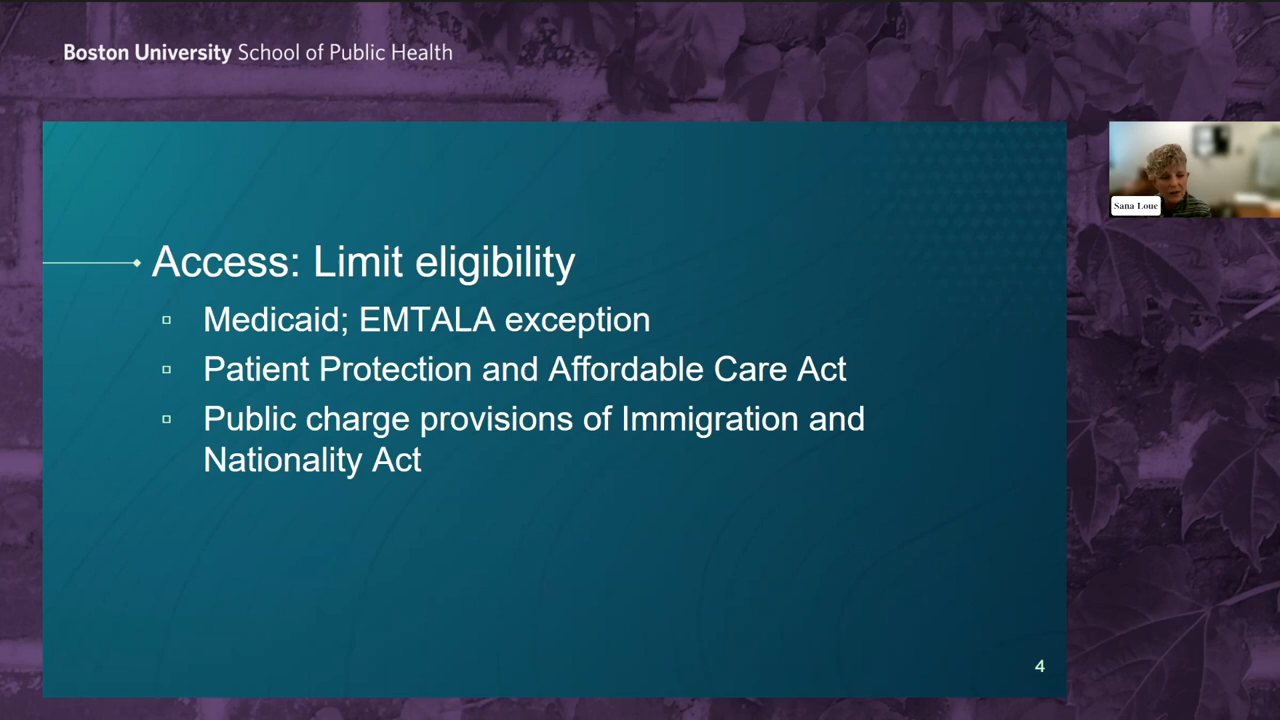 Boston University School of Public Health
Sana Loue
Access: Limit eligibility
Medicaid; EMTALA exception
Patient Protection and Affordable Care Act
Public charge provisions of Immigration and
Nationality Act
4